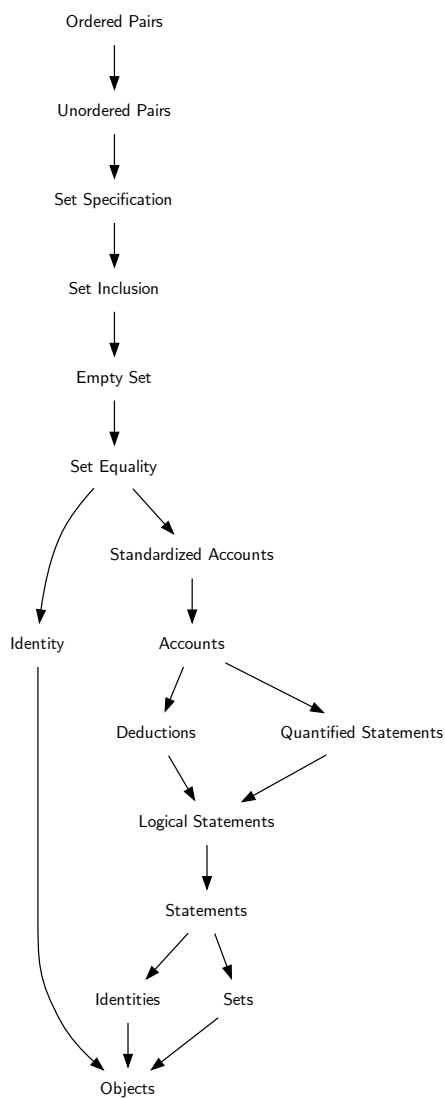 Ordered Pairs
Unordered Pairs
Set Specification
Set Inclusion
Empty Set
Set Equality
Standardized Accounts
Identity
Accounts
Deductions
Quantified Statements
Logical Statements
Statements
Identities
Sets
Objects